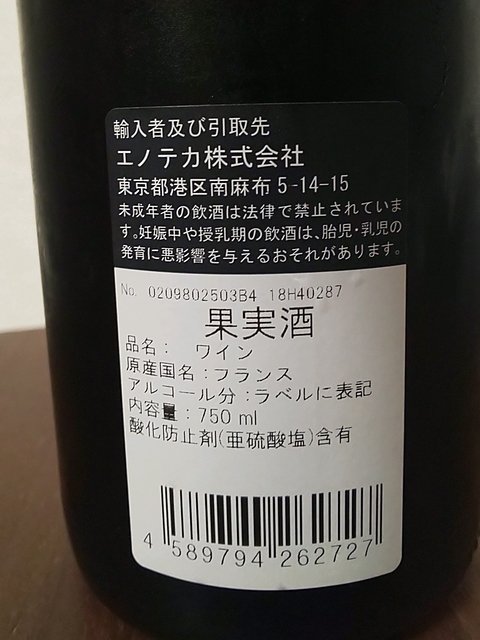 輸入者及び引取先
エノテカ株式会社
東京都港区南麻布5-14-15
未成年者の飲酒は法律で禁止されていま
す。妊娠中や授乳期の飲酒は、胎児・乳児の
発育に悪影響を与えるおそれがあります。
No. 0209802503B4 18H40287
果実酒
品名： ワイン
原産国名：フランス
アルコール分：ラベルに表記
内容量：750 ml
酸化防止剤(亜硫酸塩)含有
4 589794 262727